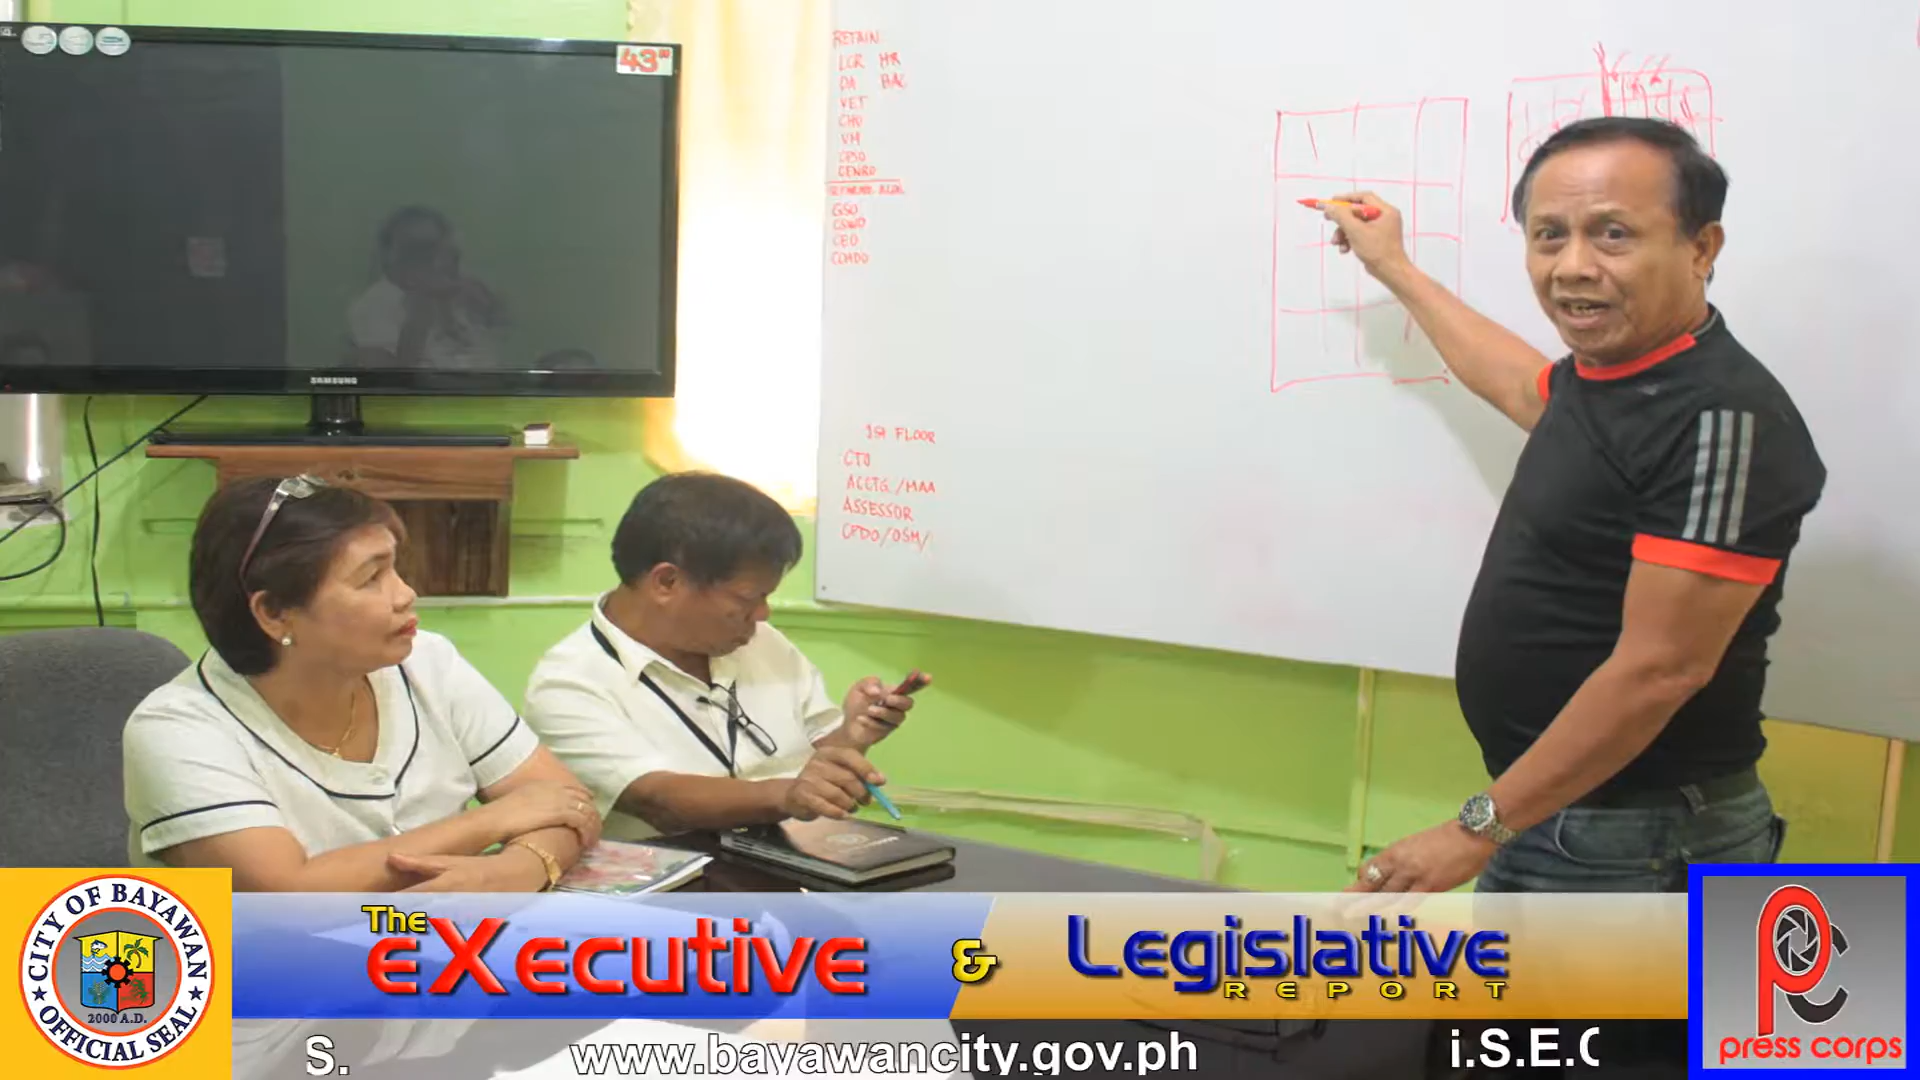 43"
SAMSUNG
RETAIN:
LCR HR
DA BAC
VET
CHO
VM
CPSO
CENRO
GSO
CSWDO
CEO
COADO
1st FLOOR
CTO
ACCTG./MAA
ASSESSOR
CPDO/OSM/
CITY OF BAYAWAN
2000 A.D.
OFFICIAL SEAL
The eXecutive & Legislative
REPORT
press corps
S. www.bayawancity.gov.ph i.S.E.C